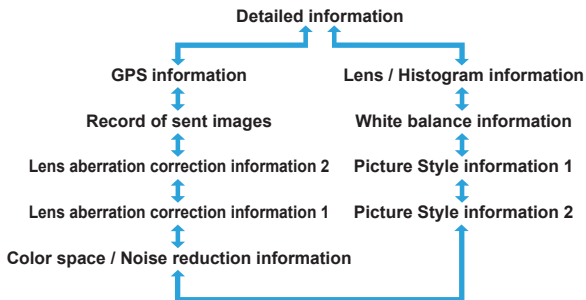 Detailed information
GPS information
Lens / Histogram information
Record of sent images
White balance information
Lens aberration correction information 2
Picture Style information 1
Lens aberration correction information 1
Picture Style information 2
Color space / Noise reduction information